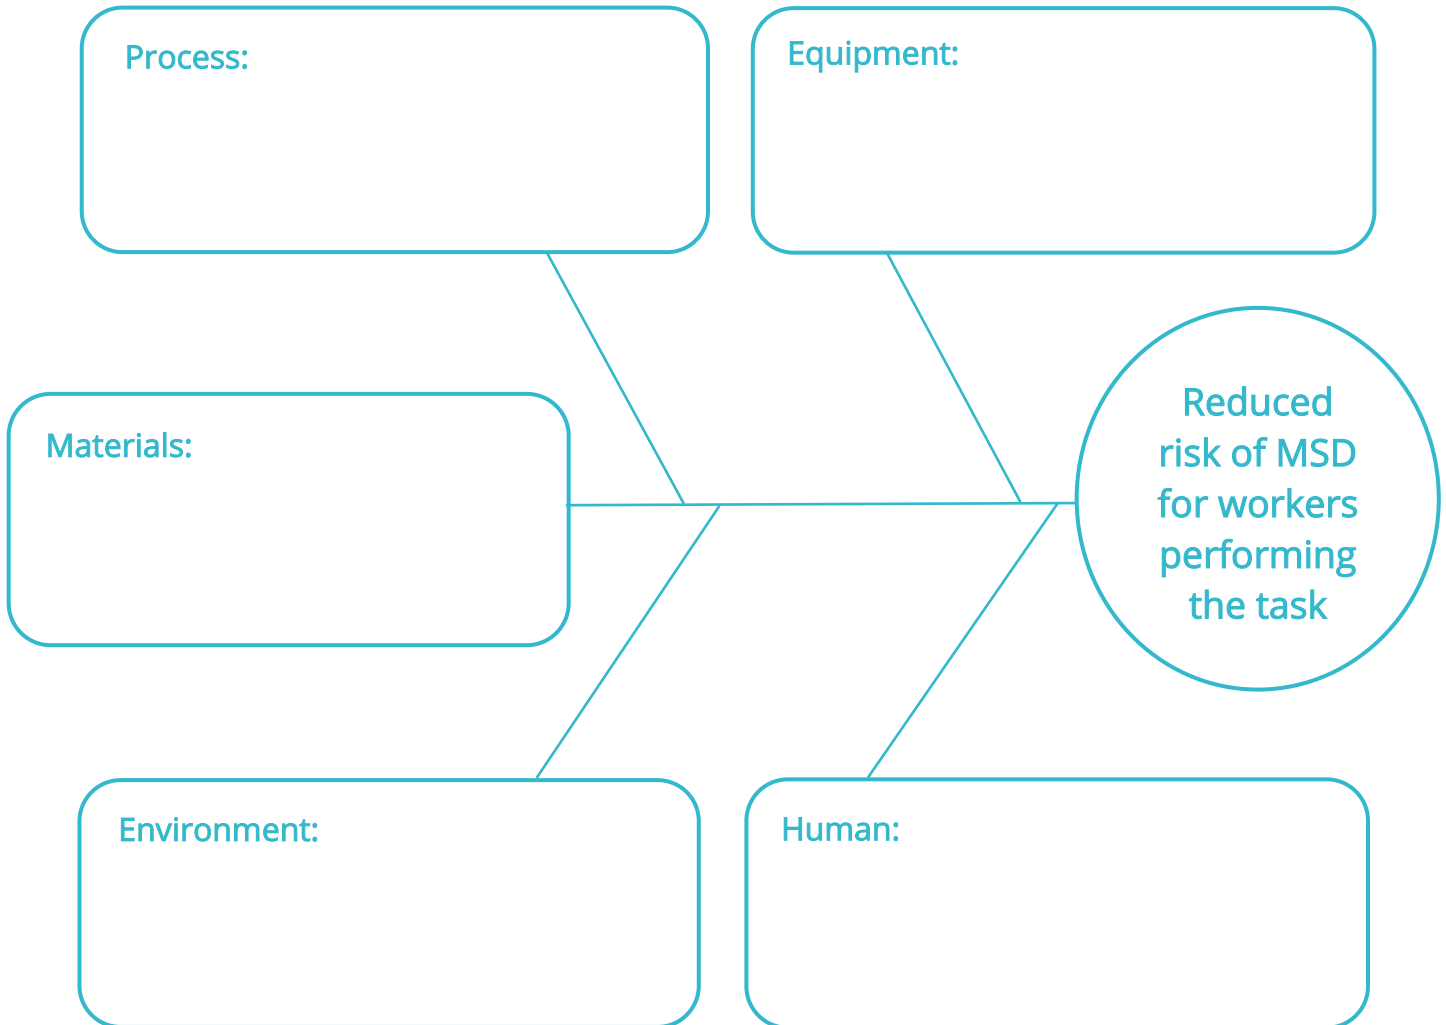 Process:
Equipment:
Materials:
Reduced
risk of MSD
for workers
performing
the task
Environment:
Human: